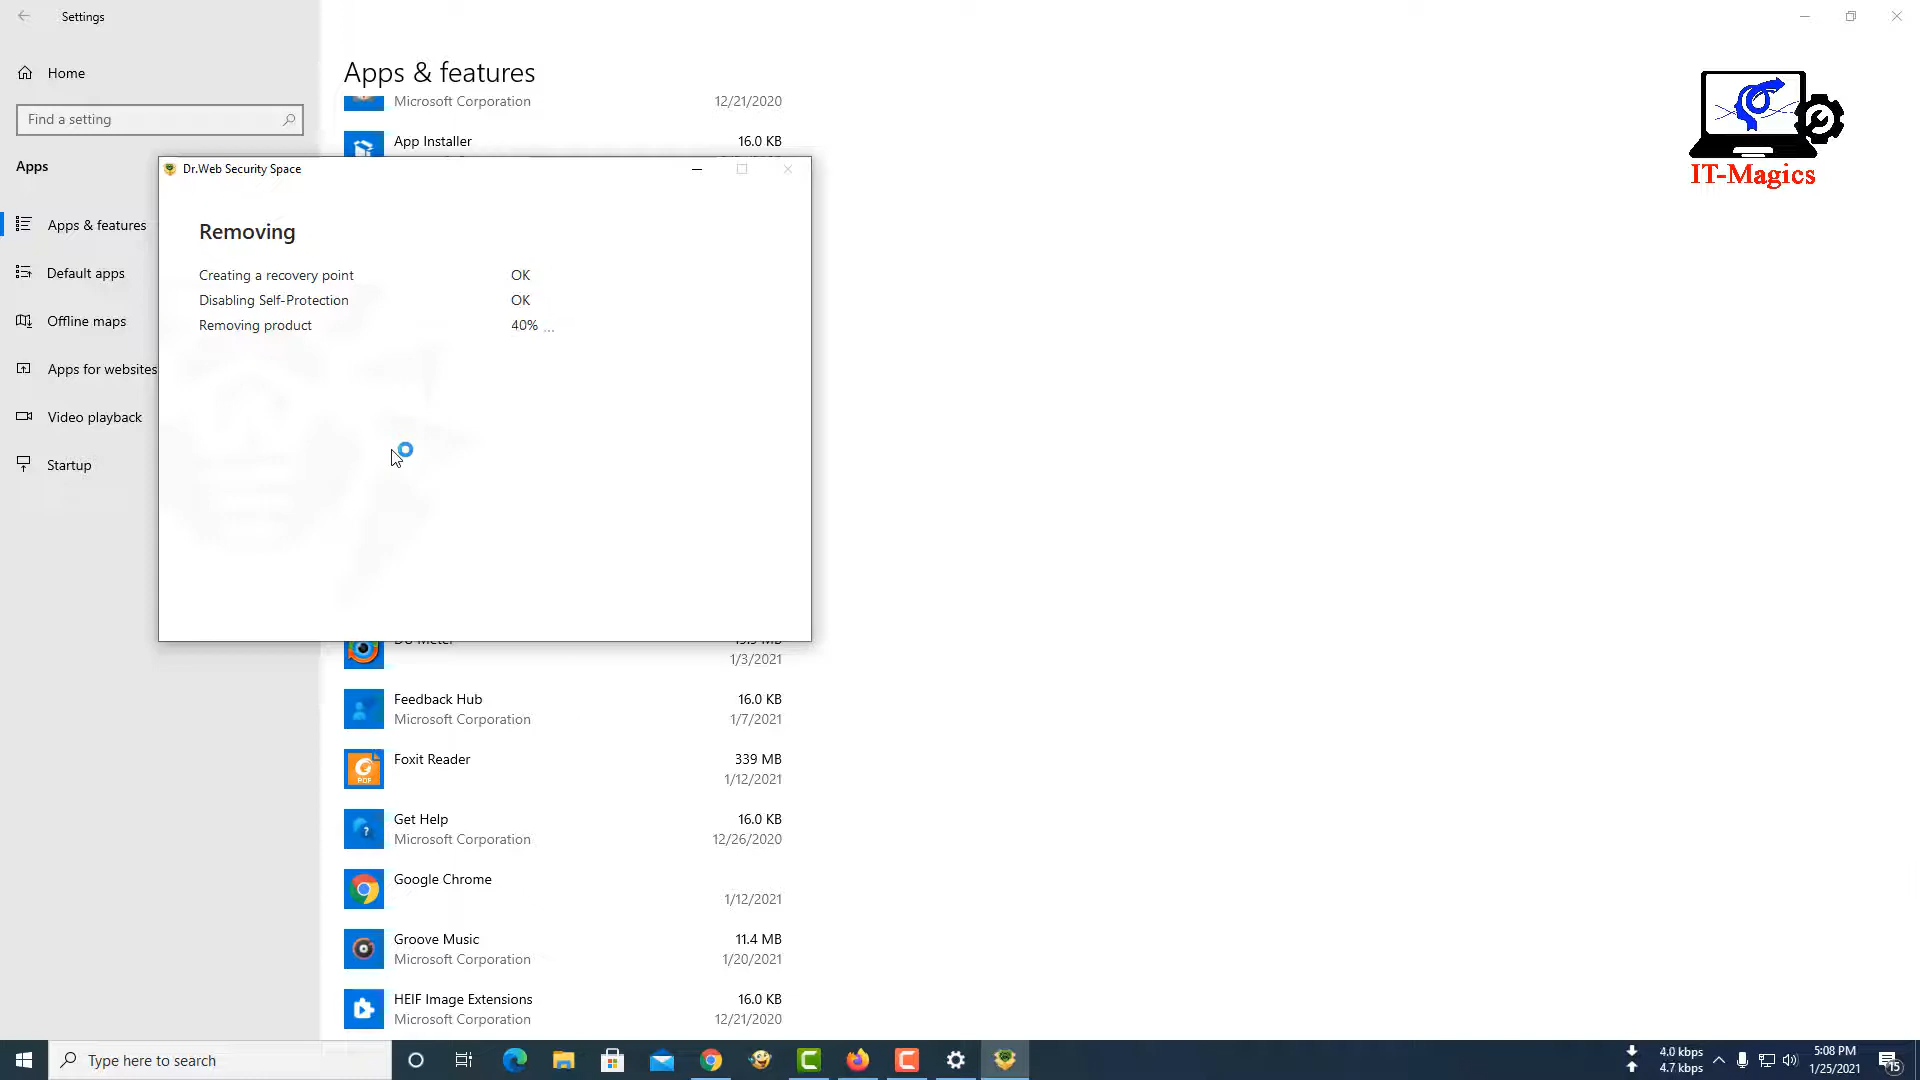 Settings
Home
Find a setting
Apps
Apps & features
Default apps
Offline maps
Apps for websites
Video playback
Startup
Apps & features
Microsoft Corporation 12/21/2020
App Installer 16.0 KB
Dr.Web Security Space
Removing
Creating a recovery point OK
Disabling Self-Protection OK
Removing product 40% ...
1/3/2021
Feedback Hub 16.0 KB
Microsoft Corporation 1/7/2021
Foxit Reader 339 MB
1/12/2021
Get Help 16.0 KB
Microsoft Corporation 12/26/2020
Google Chrome
1/12/2021
Groove Music 11.4 MB
Microsoft Corporation 1/20/2021
HEIF Image Extensions 16.0 KB
Microsoft Corporation 12/21/2020
IT-Magics
Type here to search
4.0 kbps
4.7 kbps
5:08 PM
1/25/2021
15